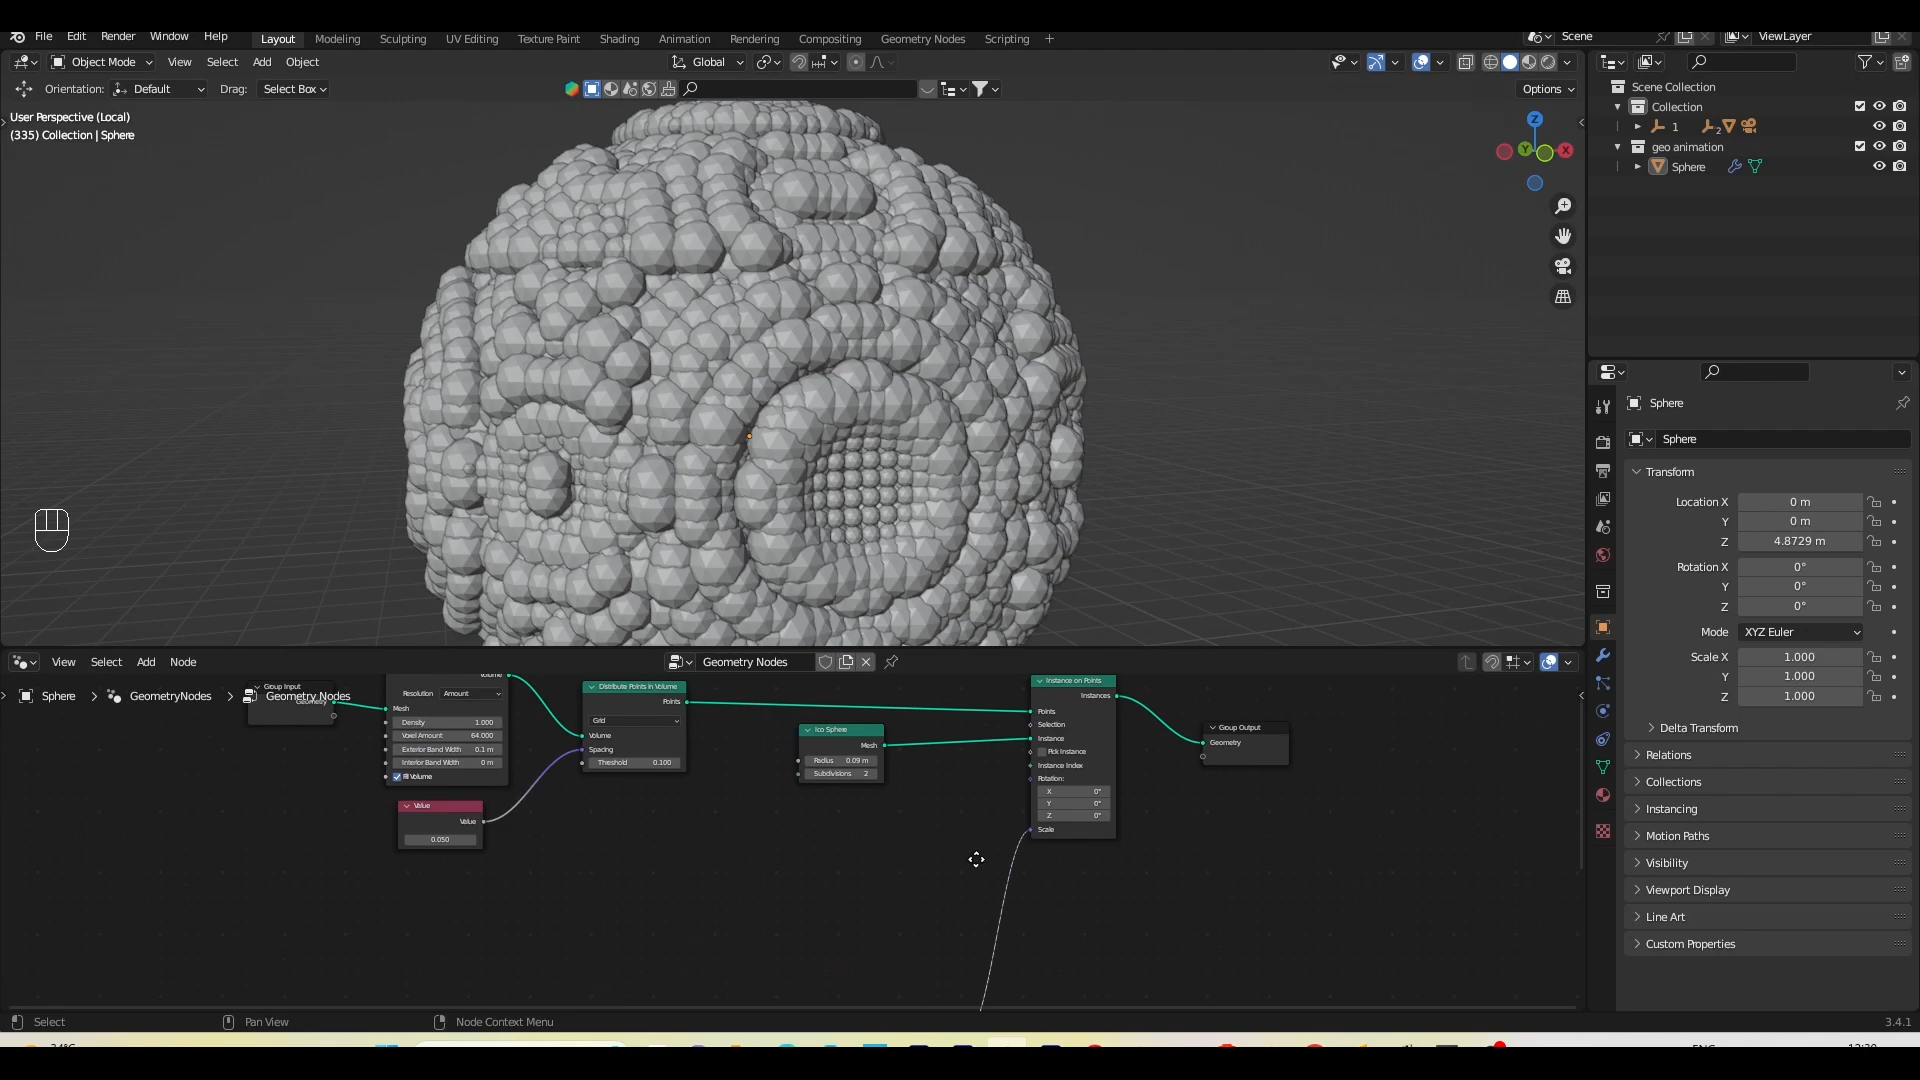 File Edit Render Window Help Layout Modeling Sculpting UV Editing Texture Paint Shading Animation Rendering Compositing Geometry Nodes Scripting + Scene ViewLayer
Object Mode View Select Add Object Global
Orientation: Default Drag: Select Box Options
User Perspective (Local)
(335) Collection | Sphere
Z
Y
X
Scene Collection
Collection
1 2
geo animation
Sphere
Sphere
Sphere
Transform
Location X 0 m
Y 0 m
Z 4.8729 m
Rotation X 0°
Y 0°
Z 0°
Mode XYZ Euler
Scale X 1.000
Y 1.000
Z 1.000
Delta Transform
Relations
Collections
Instancing
Motion Paths
Visibility
Viewport Display
Line Art
Custom Properties
View Select Add Node Geometry Nodes
Sphere > GeometryNodes > Geometry Nodes
Group Input
Geometry
Volume
Resolution Amount
Mesh
Density 1.000
Voxel Amount 64.000
Exterior Band Width 0.1 m
Interior Band Width 0 m
Fill Volume
Value
Value
0.050
Distribute Points in Volume
Points
Grid
Volume
Spacing
Threshold 0.100
Ico Sphere
Mesh
Radius 0.09 m
Subdivisions 2
Instance on Points
Instances
Points
Selection
Instance
Pick Instance
Instance Index
Rotation:
X 0°
Y 0°
Z 0°
Scale
Group Output
Geometry
Select Pan View Node Context Menu 3.4.1